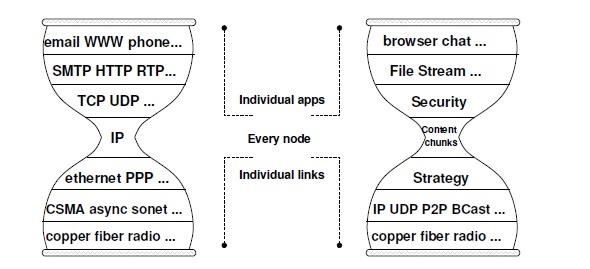 email WWW phone...
SMTP HTTP RTP...
TCP UDP ...
IP
ethernet PPP ...
CSMA async sonet ...
copper fiber radio ...
Individual apps
Every node
Individual links
browser chat ...
File Stream ...
Security
Content
chunks
Strategy
IP UDP P2P BCast ...
copper fiber radio ...